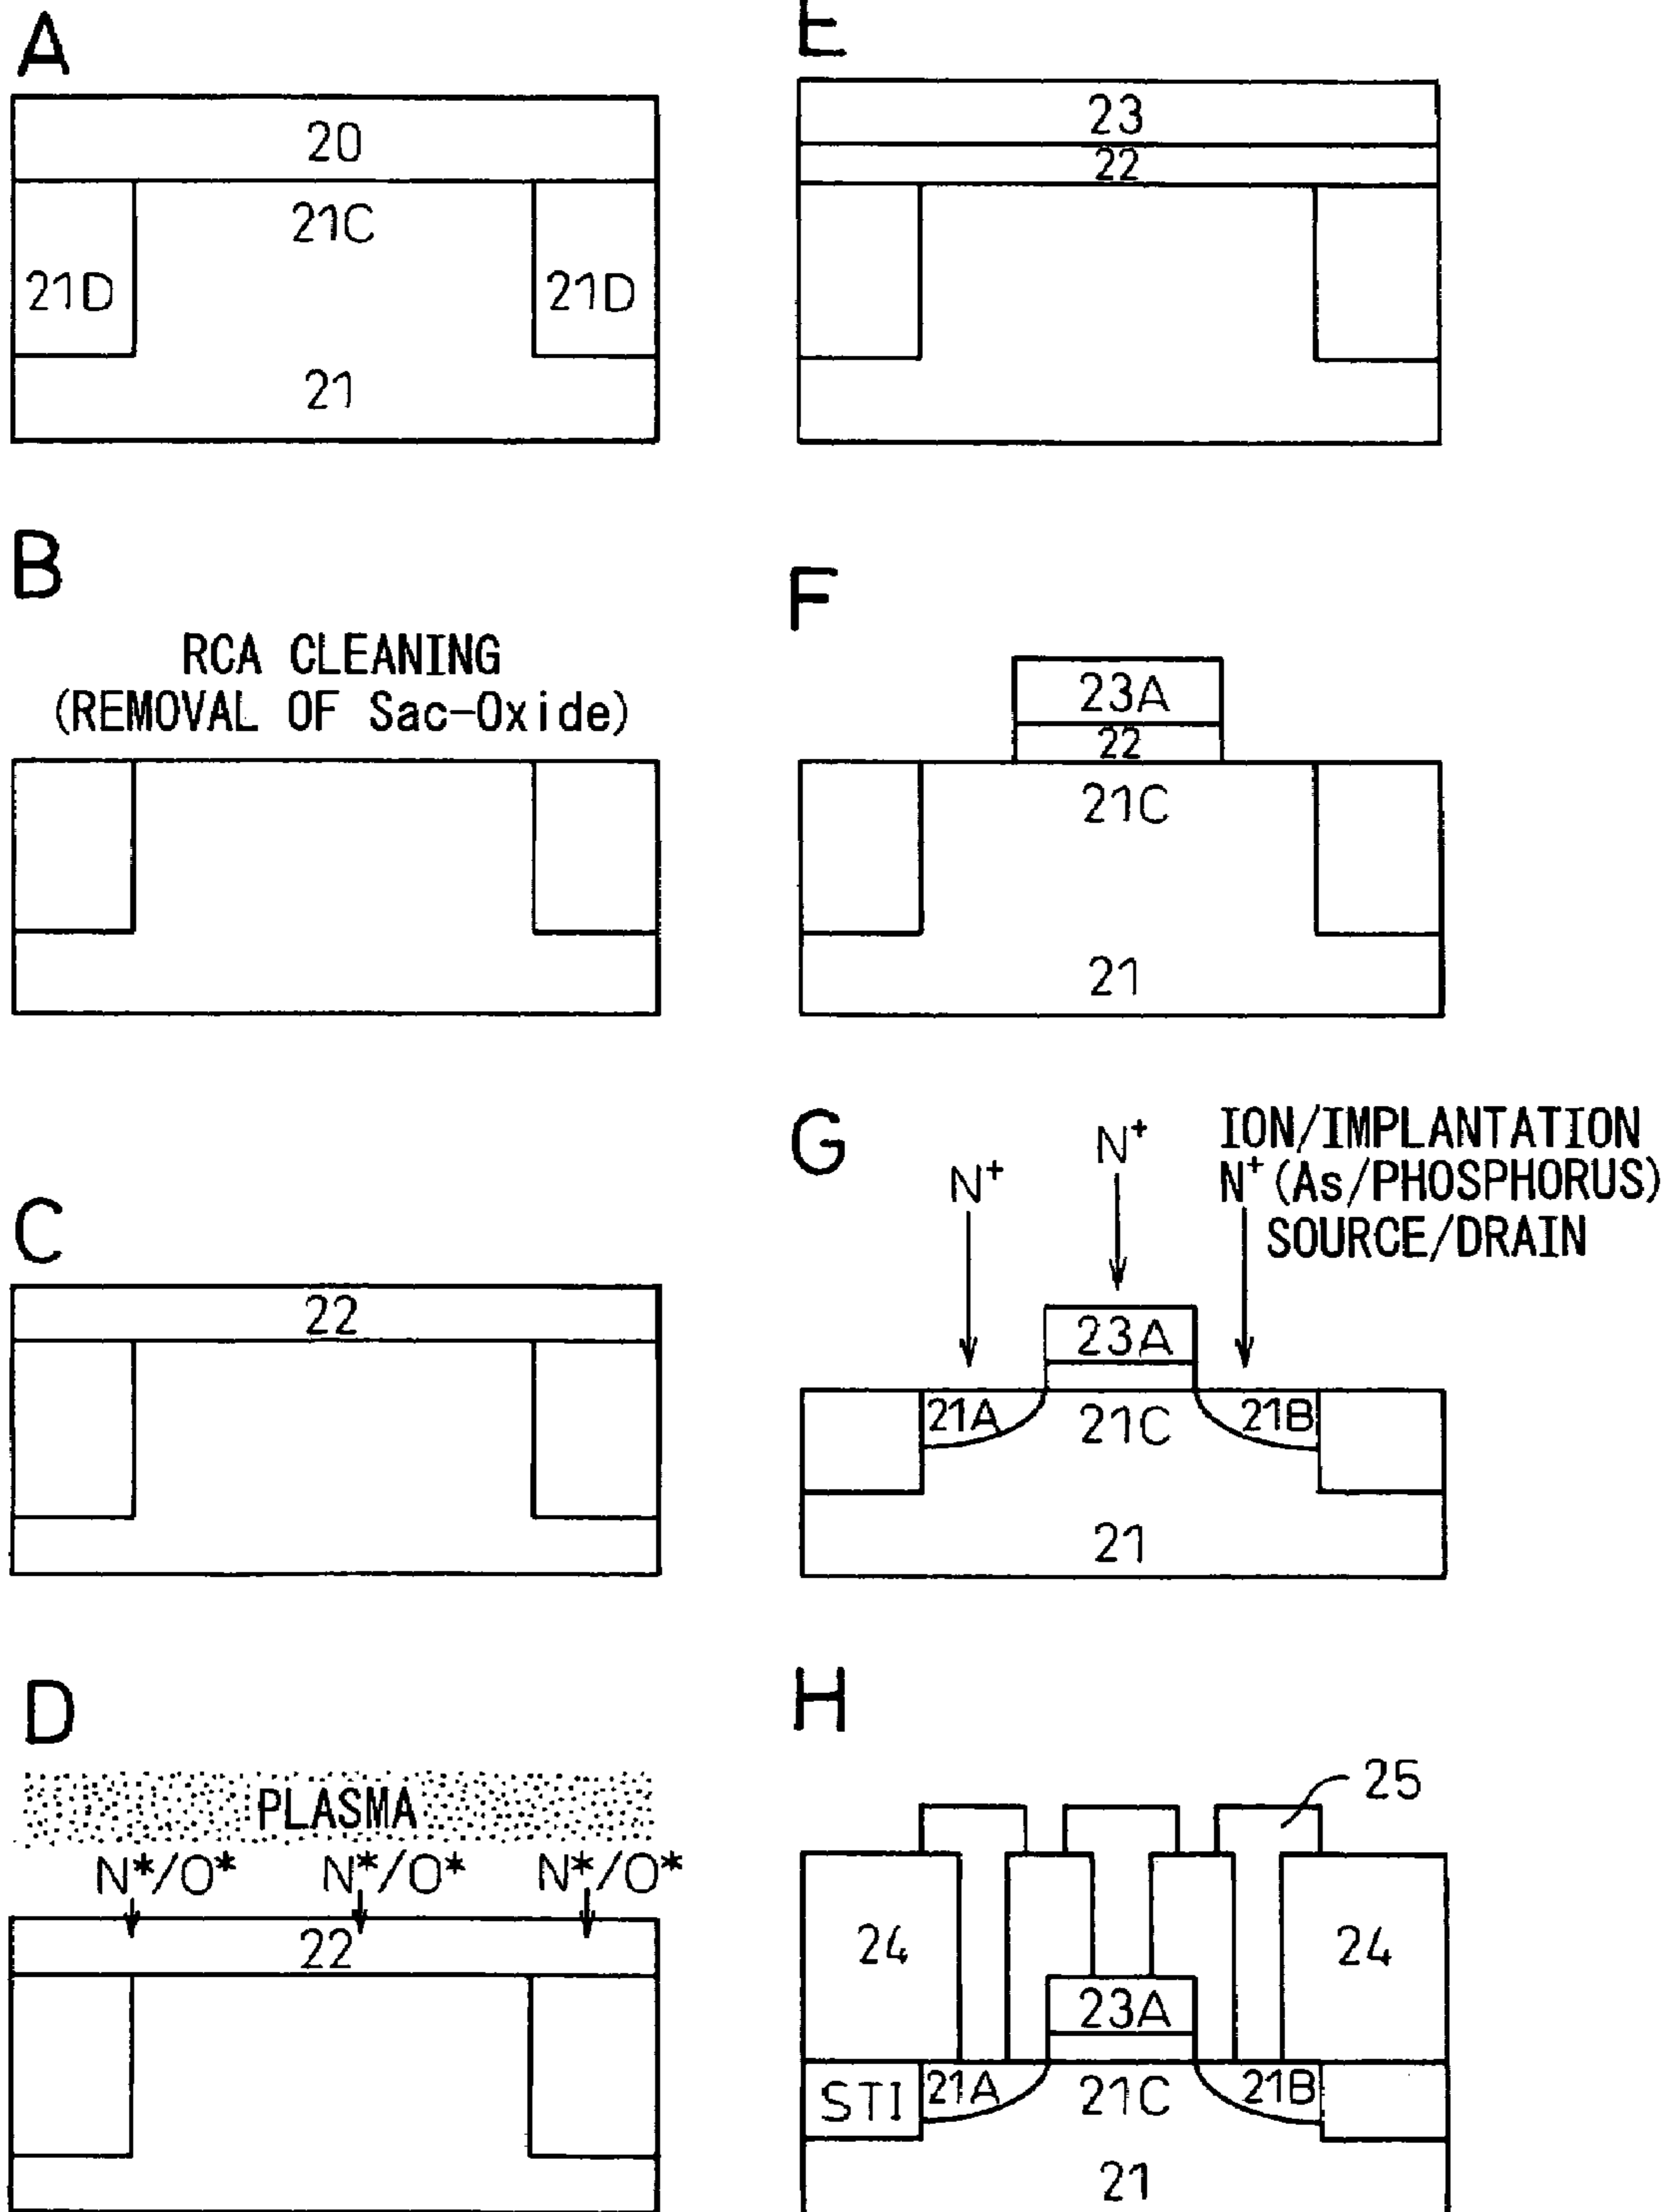 A
20
21C
21D
21D
21
B
RCA CLEANING
(REMOVAL OF Sac-Oxide)
C
22
D
PLASMA
N*/O*
N*/O*
N*/O*
22
E
23
22
F
23A
22
21C
21
G
N+
N+
ION/IMPLANTATION
N+(As/PHOSPHORUS)
SOURCE/DRAIN
23A
21A
21C
21B
21
H
25
24
24
23A
STI
21A
21C
21B
21